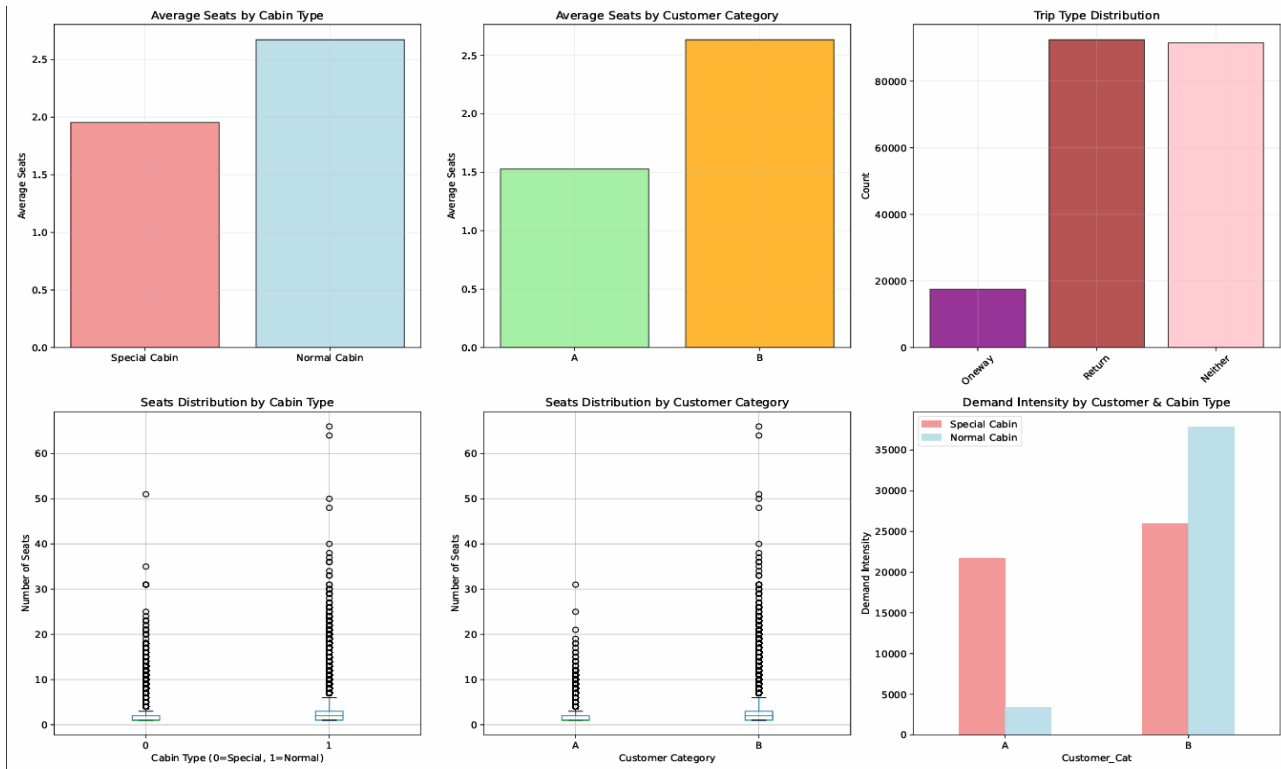 Average Seats by Cabin Type
Average Seats
2.5
2.0
1.5
1.0
0.5
0.0
Special Cabin
Normal Cabin
Average Seats by Customer Category
Average Seats
2.5
2.0
1.5
1.0
0.5
0.0
A
B
Trip Type Distribution
Count
80000
60000
40000
20000
0
Oneway
Return
Neither
Seats Distribution by Cabin Type
Number of Seats
60
50
40
30
20
10
0
0
1
Cabin Type (0=Special, 1=Normal)
Seats Distribution by Customer Category
Number of Seats
60
50
40
30
20
10
0
A
B
Customer Category
Demand Intensity by Customer & Cabin Type
Special Cabin
Normal Cabin
Demand Intensity
35000
30000
25000
20000
15000
10000
5000
0
A
B
Customer_Cat